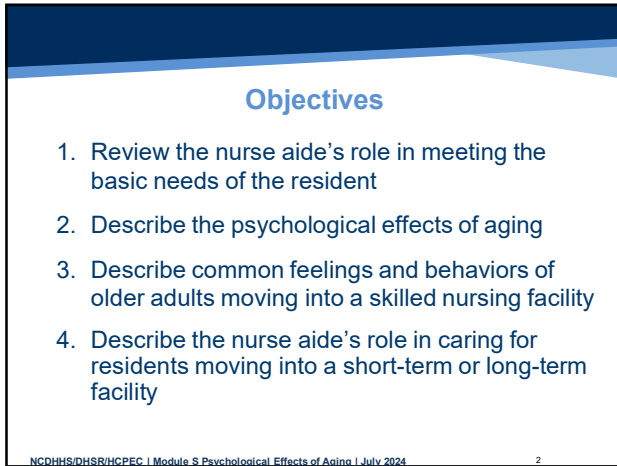 Objectives
1. Review the nurse aide's role in meeting the
basic needs of the resident
2. Describe the psychological effects of aging
3. Describe common feelings and behaviors of
older adults moving into a skilled nursing facility
4. Describe the nurse aide's role in caring for
residents moving into a short-term or long-term
facility
NCDHHS/DHSR/HCPEC | Module S Psychological Effects of Aging | July 2024 2